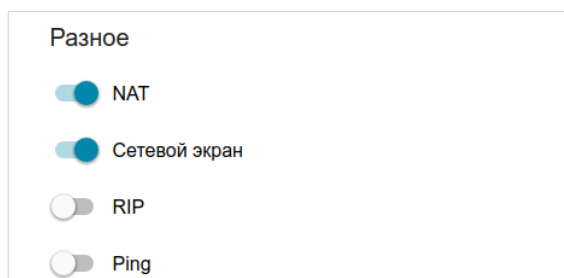 Разное
NAT
Сетевой экран
RIP
Ping